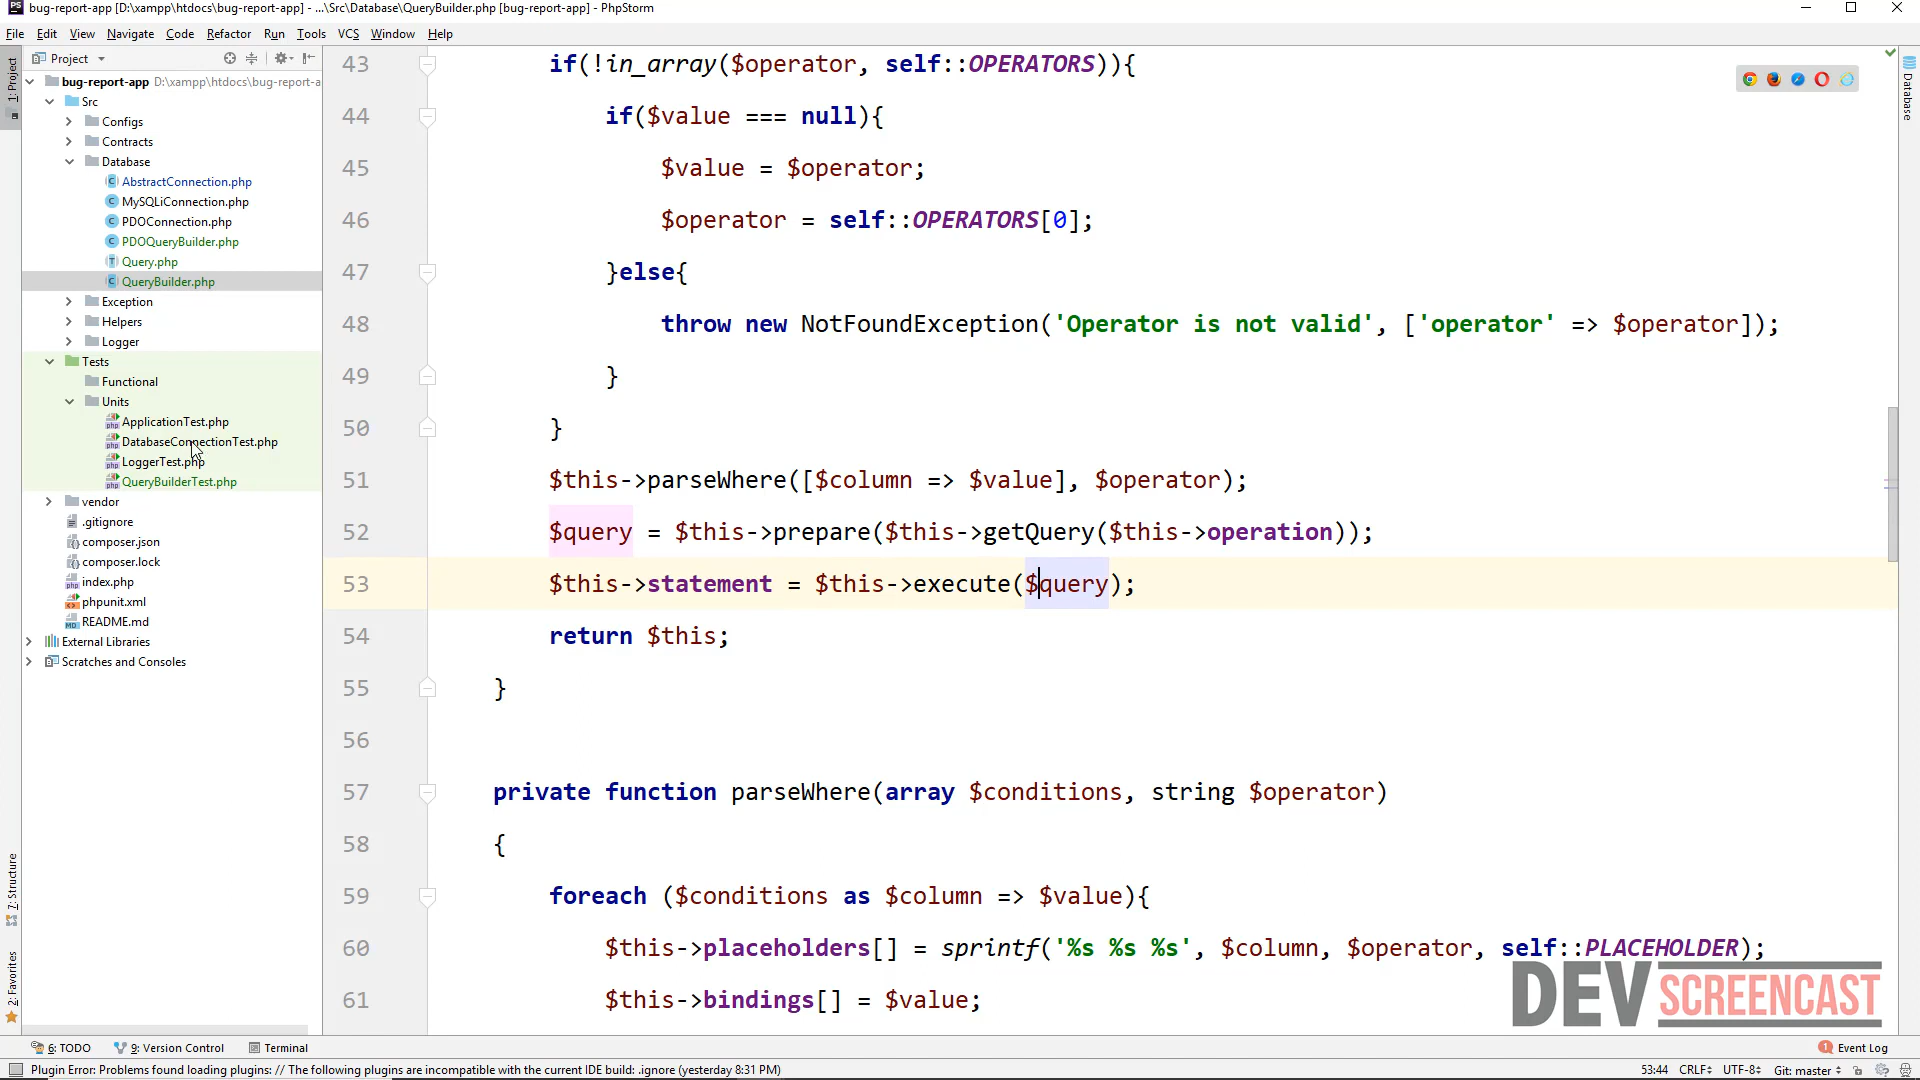 bug-report-app [D:\xampp\htdocs\bug-report-app] - ...\Src\Database\QueryBuilder.php [bug-report-app] - PhpStorm
File Edit View Navigate Code Refactor Run Tools VCS Window Help
Project
bug-report-app D:\xampp\htdocs\bug-report-a
Src
Configs
Contracts
Database
AbstractConnection.php
MySQLiConnection.php
PDOConnection.php
PDOQueryBuilder.php
Query.php
QueryBuilder.php
Exception
Helpers
Logger
Tests
Functional
Units
ApplicationTest.php
DatabaseConnectionTest.php
LoggerTest.php
QueryBuilderTest.php
vendor
.gitignore
composer.json
composer.lock
index.php
phpunit.xml
README.md
External Libraries
Scratches and Consoles
1: Project
7: Structure
2: Favorites
43 if(!in_array($operator, self::OPERATORS)){
44 if($value === null){
45 $value = $operator;
46 $operator = self::OPERATORS[0];
47 }else{
48 throw new NotFoundException('Operator is not valid', ['operator' => $operator]);
49 }
50 }
51 $this->parseWhere([$column => $value], $operator);
52 $query = $this->prepare($this->getQuery($this->operation));
53 $this->statement = $this->execute($query);
54 return $this;
55 }
56
57 private function parseWhere(array $conditions, string $operator)
58 {
59 foreach ($conditions as $column => $value){
60 $this->placeholders[] = sprintf('%s %s %s', $column, $operator, self::PLACEHOLDER);
61 $this->bindings[] = $value;
Database
DEV SCREENCAST
6: TODO 9: Version Control Terminal 1 Event Log
Plugin Error: Problems found loading plugins: // The following plugins are incompatible with the current IDE build: .ignore (yesterday 8:31 PM) 53:44 CRLF UTF-8 Git: master